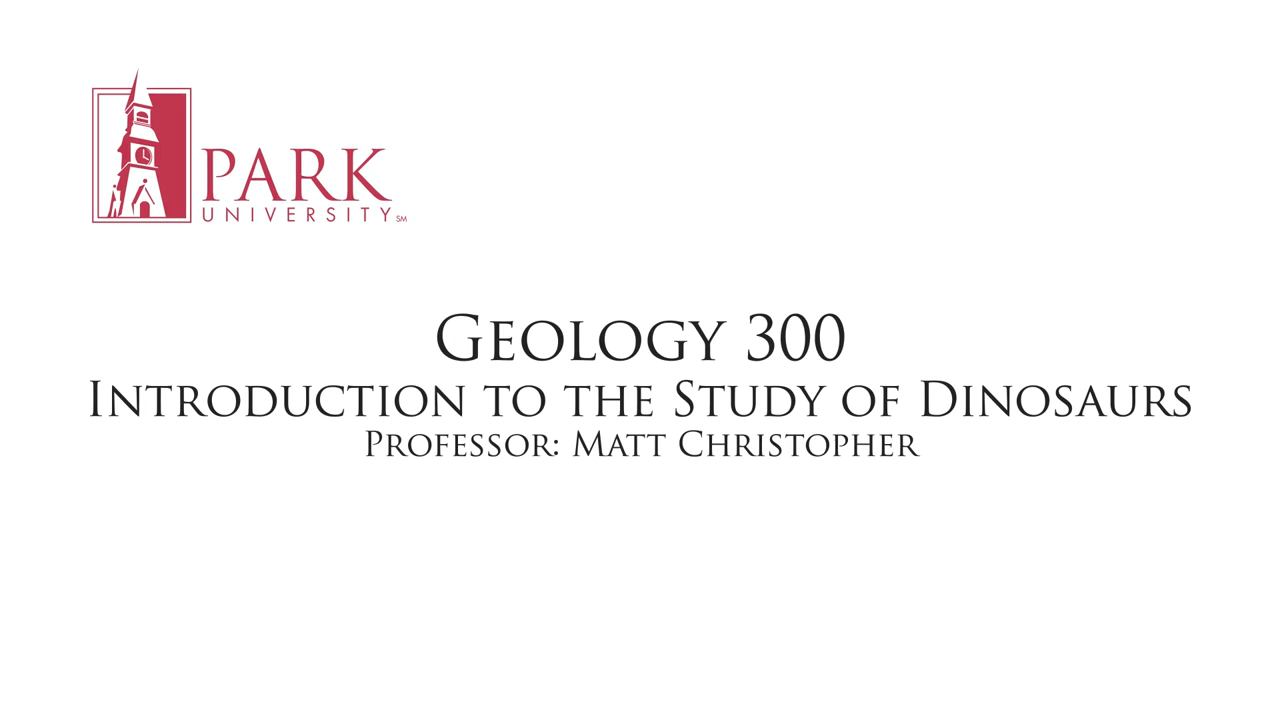 PARK
UNIVERSITY SM
GEOLOGY 300
INTRODUCTION TO THE STUDY OF DINOSAURS
PROFESSOR: MATT CHRISTOPHER